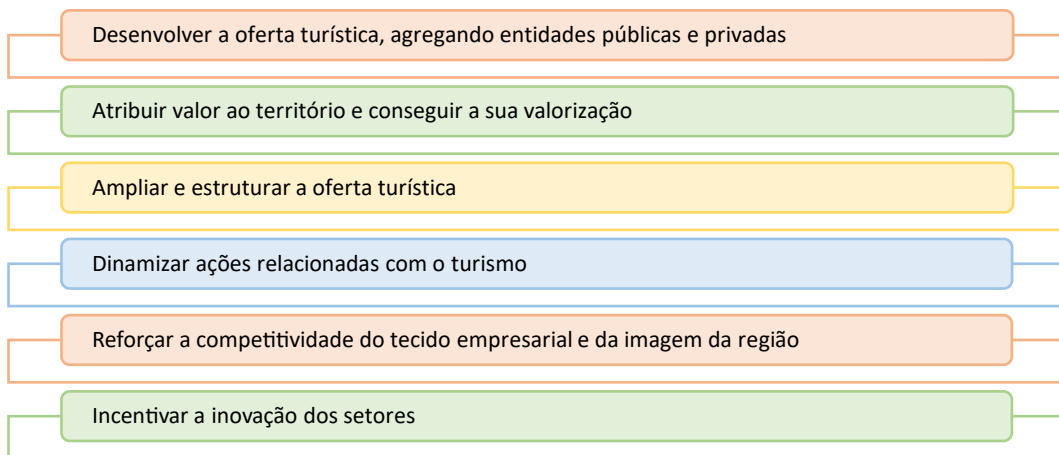 Desenvolver a oferta turística, agregando entidades públicas e privadas
Atribuir valor ao território e conseguir a sua valorização
Ampliar e estruturar a oferta turística
Dinamizar ações relacionadas com o turismo
Reforçar a competitividade do tecido empresarial e da imagem da região
Incentivar a inovação dos setores